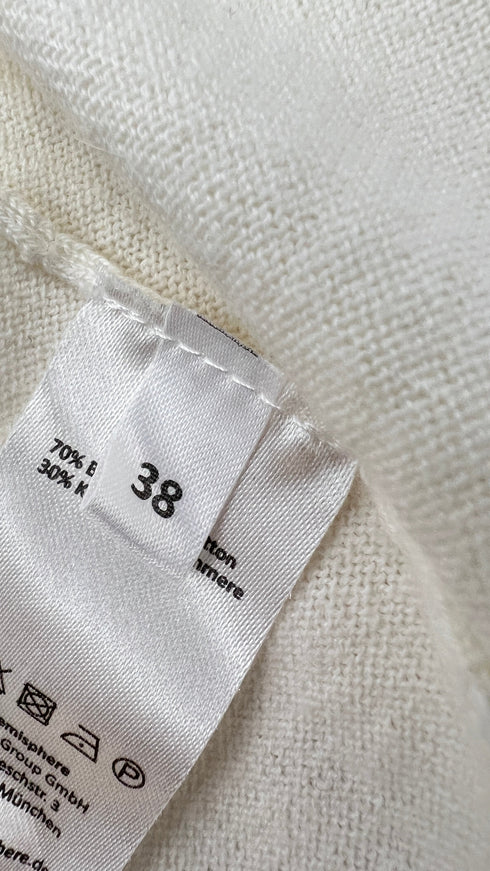 38
70% B
30% K
tton
hmere
emisphere
Group GmbH
eschstr. 3
München
here.de